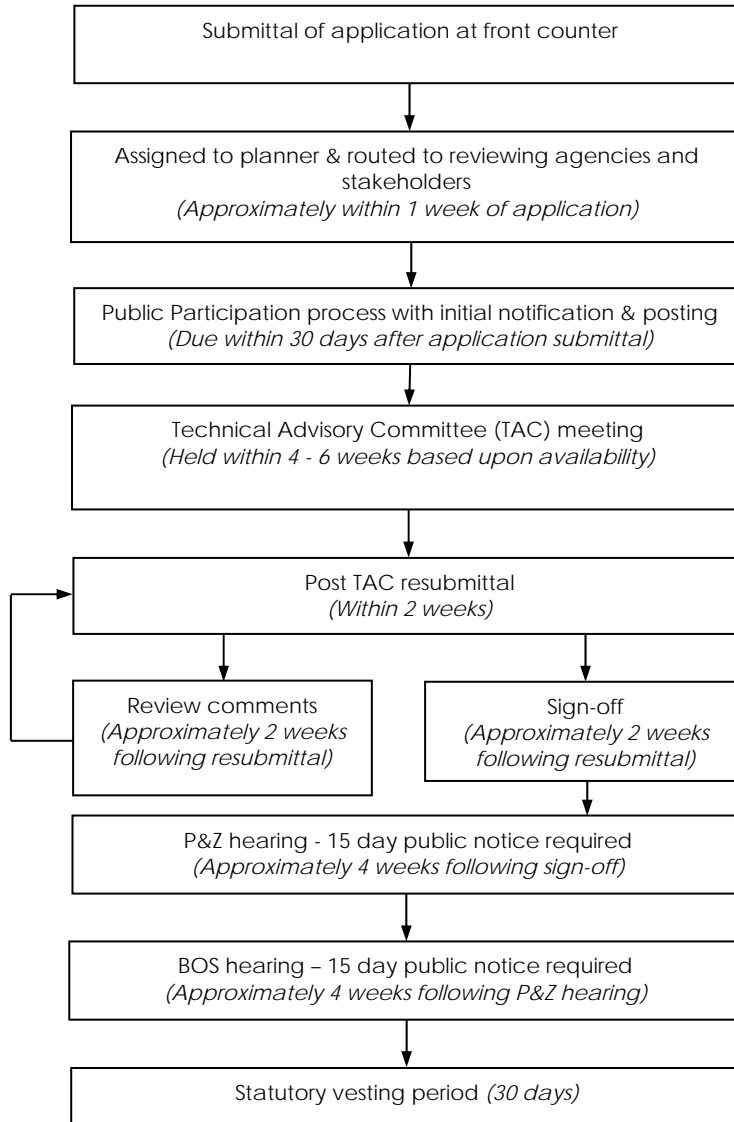 Submittal of application at front counter
Assigned to planner & routed to reviewing agencies and
stakeholders
(Approximately within 1 week of application)
Public Participation process with initial notification & posting
(Due within 30 days after application submittal)
Technical Advisory Committee (TAC) meeting
(Held within 4 - 6 weeks based upon availability)
Post TAC resubmittal
(Within 2 weeks)
Review comments
(Approximately 2 weeks
following resubmittal)
Sign-off
(Approximately 2 weeks
following resubmittal)
P&Z hearing - 15 day public notice required
(Approximately 4 weeks following sign-off)
BOS hearing – 15 day public notice required
(Approximately 4 weeks following P&Z hearing)
Statutory vesting period (30 days)